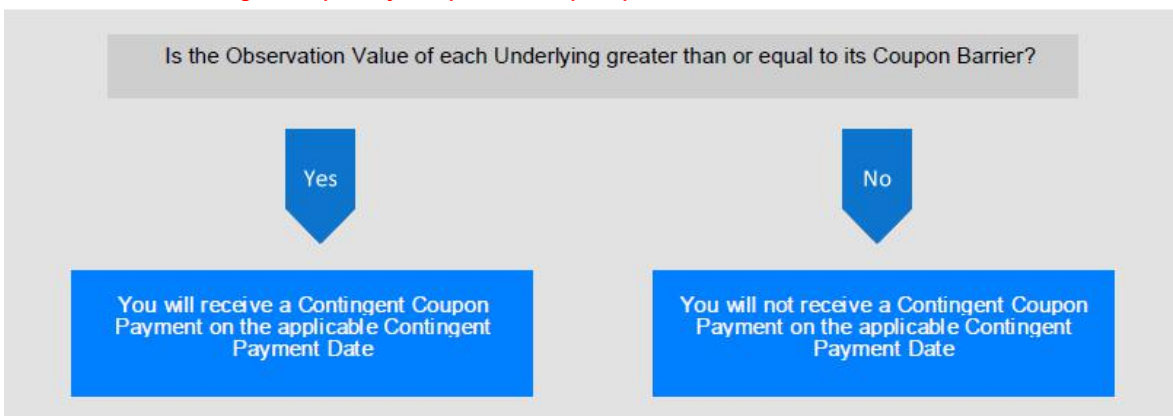 Is the Observation Value of each Underlying greater than or equal to its Coupon Barrier?
Yes
No
You will receive a Contingent Coupon
Payment on the applicable Contingent
Payment Date
You will not receive a Contingent Coupon
Payment on the applicable Contingent
Payment Date